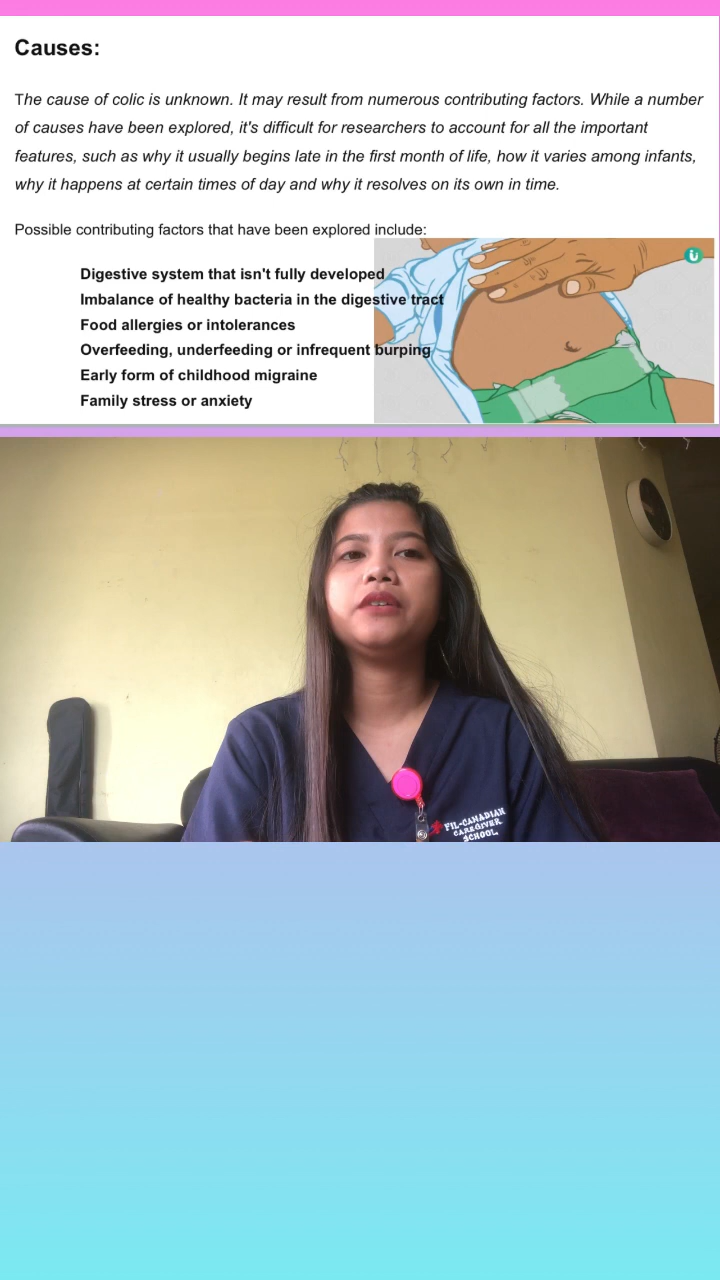 Causes:
The cause of colic is unknown. It may result from numerous contributing factors. While a number
of causes have been explored, it's difficult for researchers to account for all the important
features, such as why it usually begins late in the first month of life, how it varies among infants,
why it happens at certain times of day and why it resolves on its own in time.
Possible contributing factors that have been explored include:
Digestive system that isn't fully developed
Imbalance of healthy bacteria in the digestive tract
Food allergies or intolerances
Overfeeding, underfeeding or infrequent burping
Early form of childhood migraine
Family stress or anxiety
FIL-CANADIAN
CAREGIVER
SCHOOL